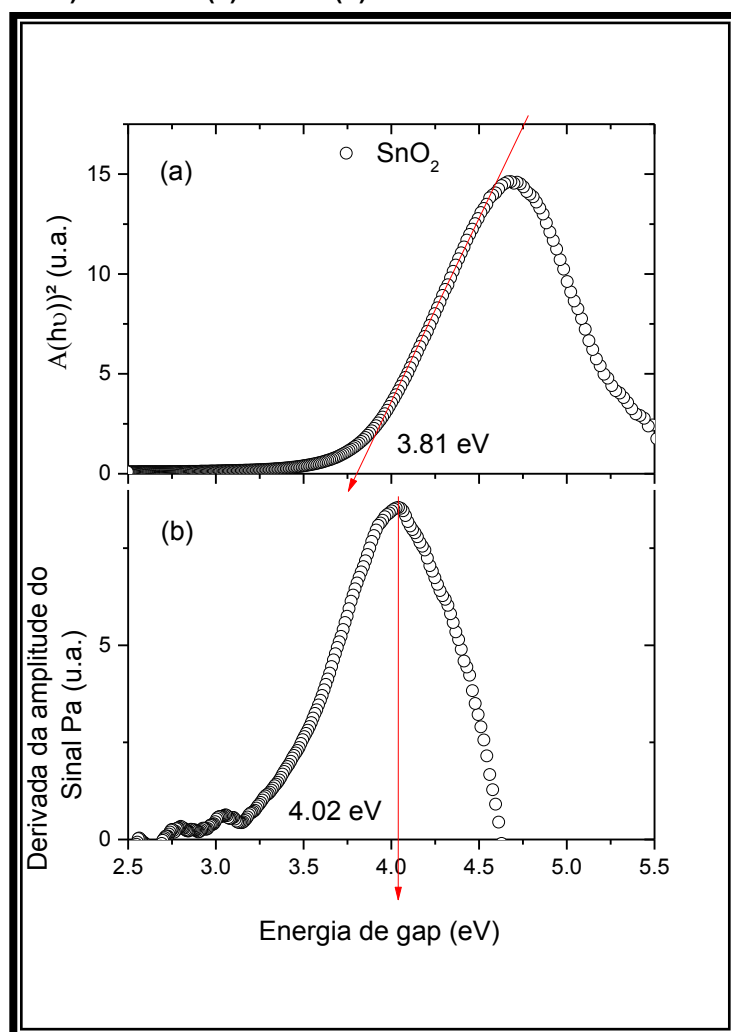 (a)
SnO₂
15
10
5
0
A(hυ))² (u.a.)
3.81 eV
(b)
5
0
Derivada da amplitude do
Sinal Pa (u.a.)
4.02 eV
2.5 3.0 3.5 4.0 4.5 5.0 5.5
Energia de gap (eV)